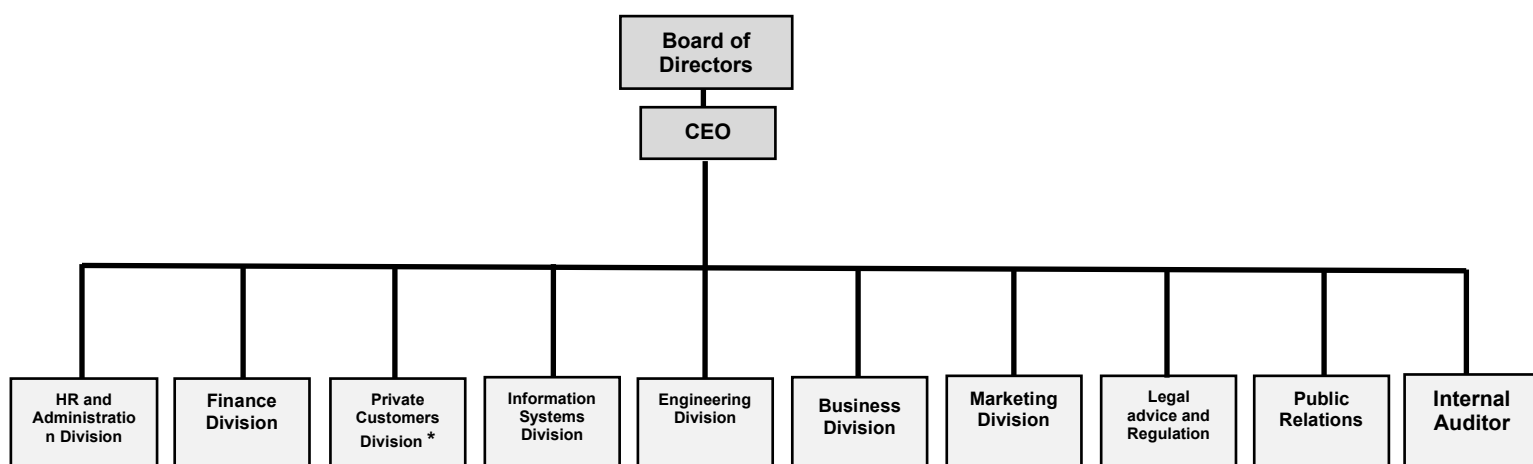 Board of
Directors
CEO
HR and
Administratio
n Division
Finance
Division
Private
Customers
Division *
Information
Systems
Division
Engineering
Division
Business
Division
Marketing
Division
Legal
advice and
Regulation
Public
Relations
Internal
Auditor